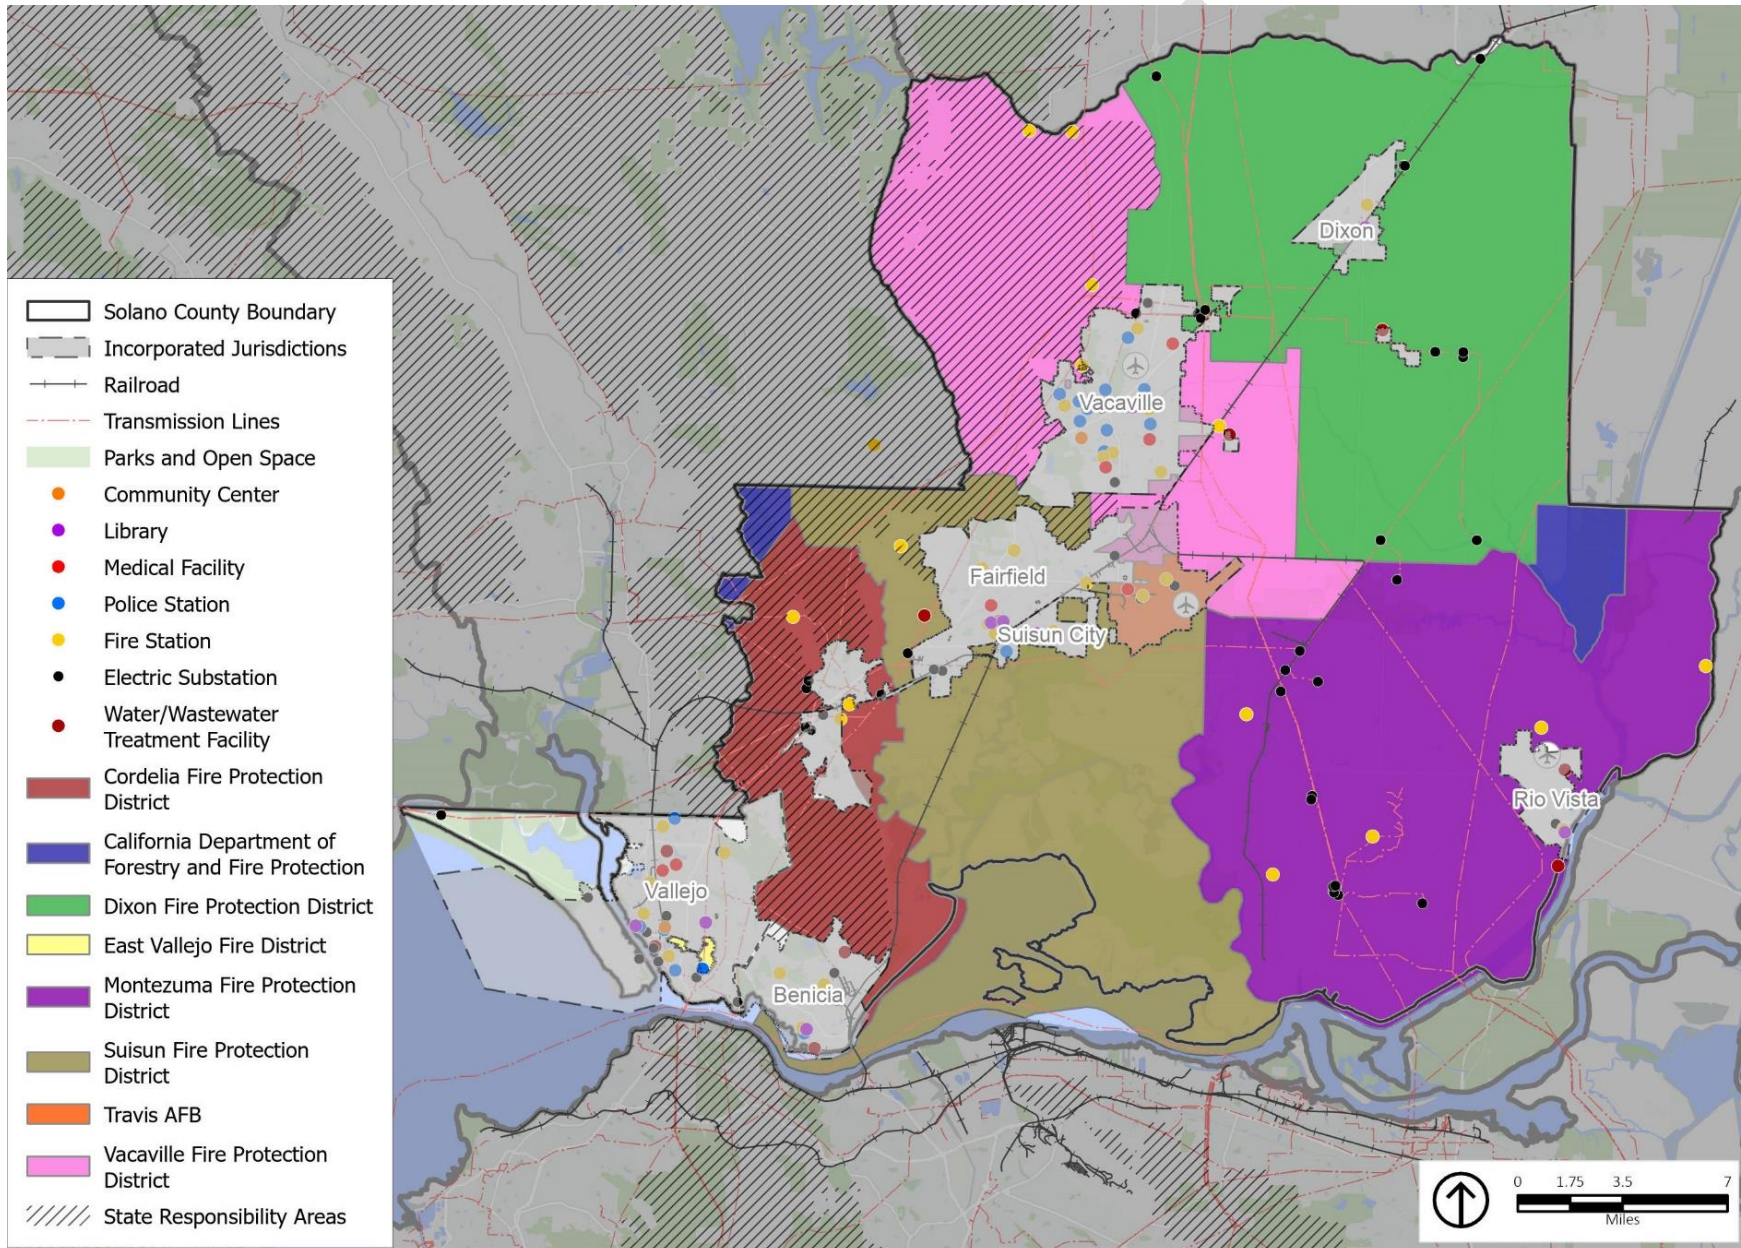 Solano County Boundary
Incorporated Jurisdictions
Railroad
Transmission Lines
Parks and Open Space
Community Center
Library
Medical Facility
Police Station
Fire Station
Electric Substation
Water/Wastewater
Treatment Facility
Cordelia Fire Protection
District
California Department of
Forestry and Fire Protection
Dixon Fire Protection District
East Vallejo Fire District
Montezuma Fire Protection
District
Suisun Fire Protection
District
Travis AFB
Vacaville Fire Protection
District
State Responsibility Areas
Dixon
Vacaville
Fairfield
Suisun City
Rio Vista
Vallejo
Benicia
0 1.75 3.5 7
Miles